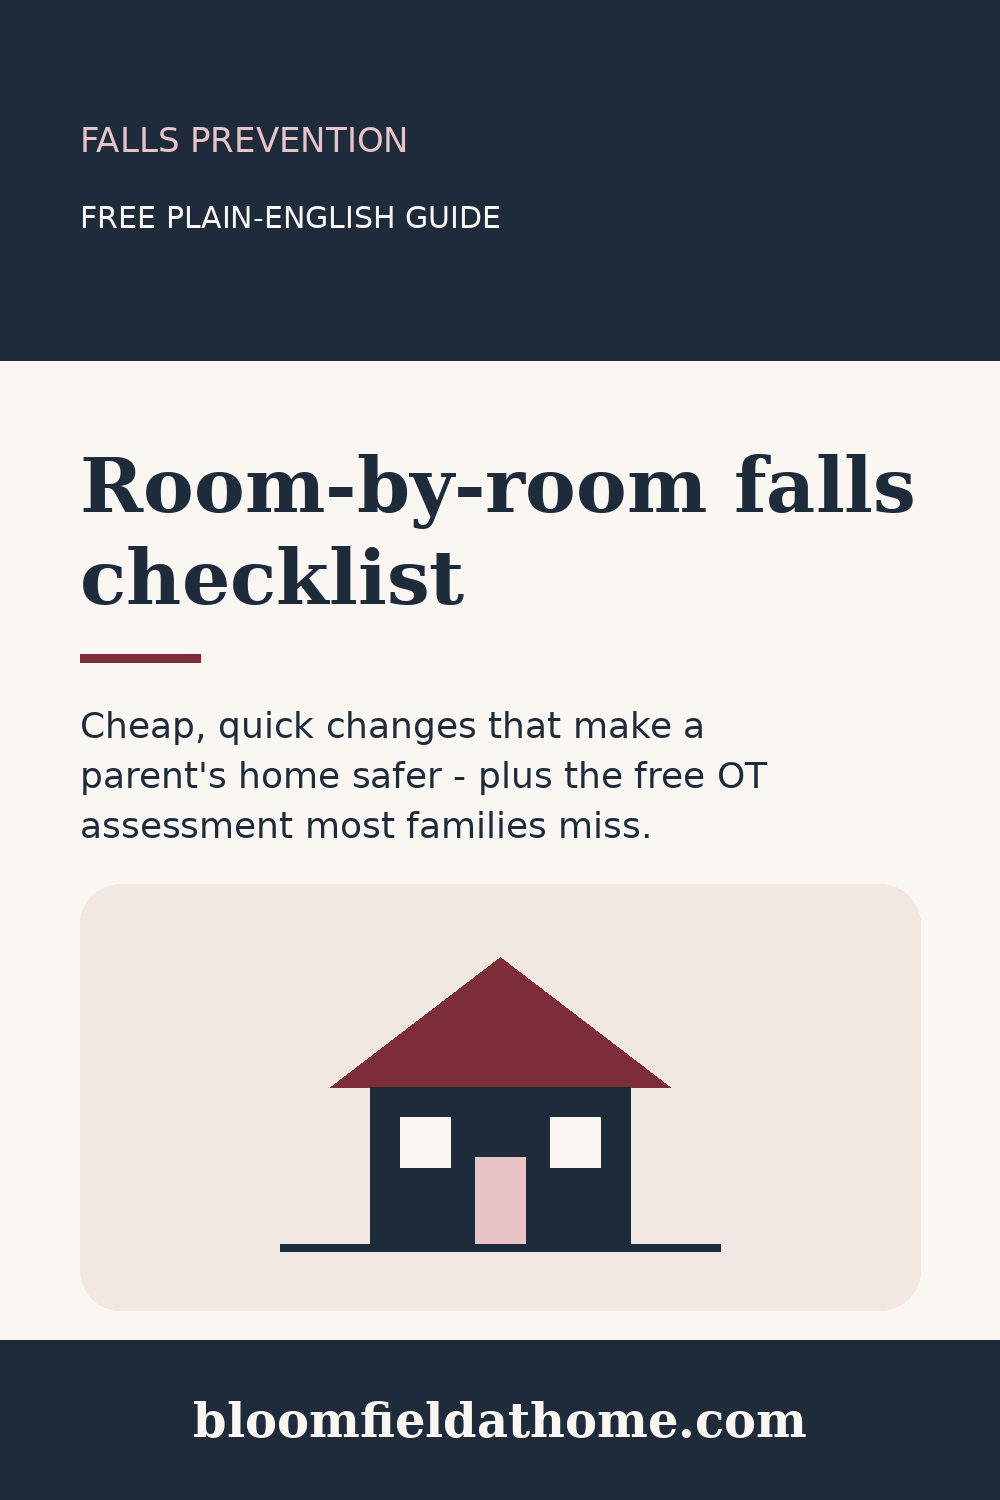 FALLS PREVENTION
FREE PLAIN-ENGLISH GUIDE
Room-by-room falls
checklist
Cheap, quick changes that make a
parent's home safer - plus the free OT
assessment most families miss.
bloomfieldathome.com